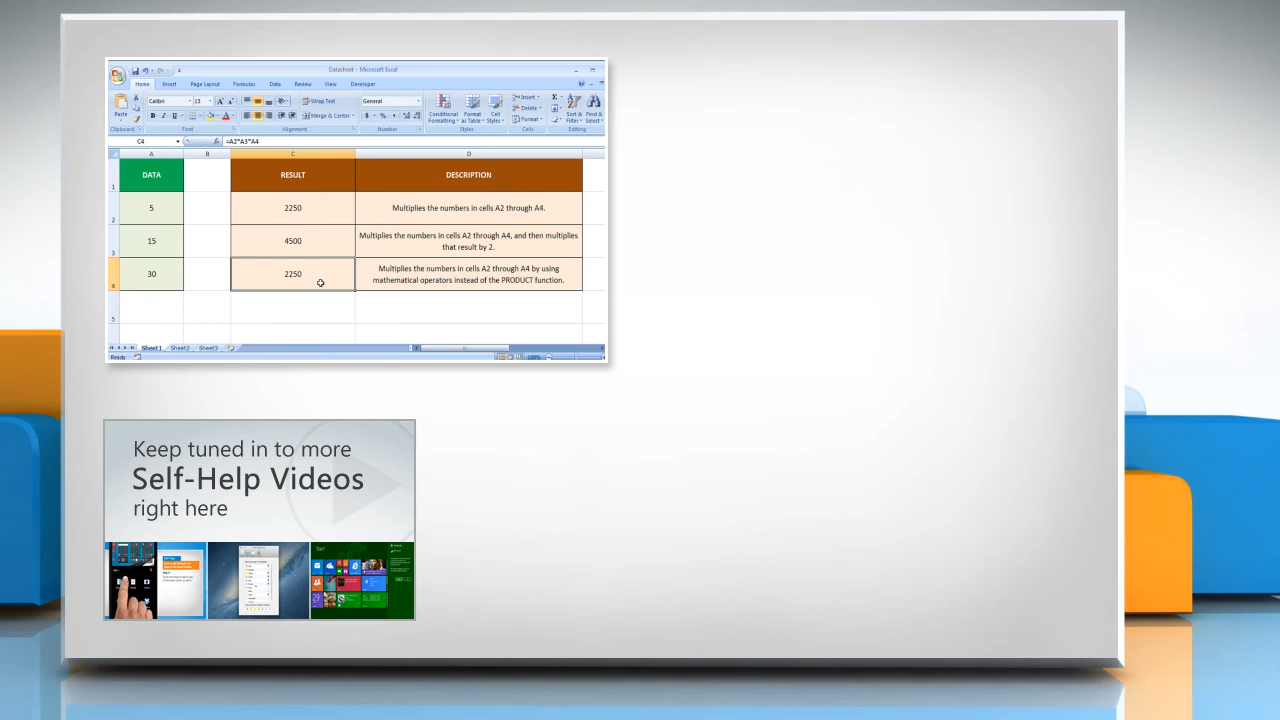 Datasheet - Microsoft Excel
Home Insert Page Layout Formulas Data Review View Developer
Calibri 13 Wrap Text General Insert
Paste Merge & Center Conditional Formatting Format as Table Cell Styles Delete Format Sort & Filter Find & Select
Clipboard Font Alignment Number Styles Cells Editing
C4 =A2*A3*A4
A B C D
1 DATA RESULT DESCRIPTION
2 5 2250 Multiplies the numbers in cells A2 through A4.
3 15 4500 Multiplies the numbers in cells A2 through A4, and then multiplies
that result by 2.
4 30 2250 Multiplies the numbers in cells A2 through A4 by using
mathematical operators instead of the PRODUCT function.
5
Sheet1 Sheet2 Sheet3
Ready 100%
Keep tuned in to more
Self-Help Videos
right here
Start